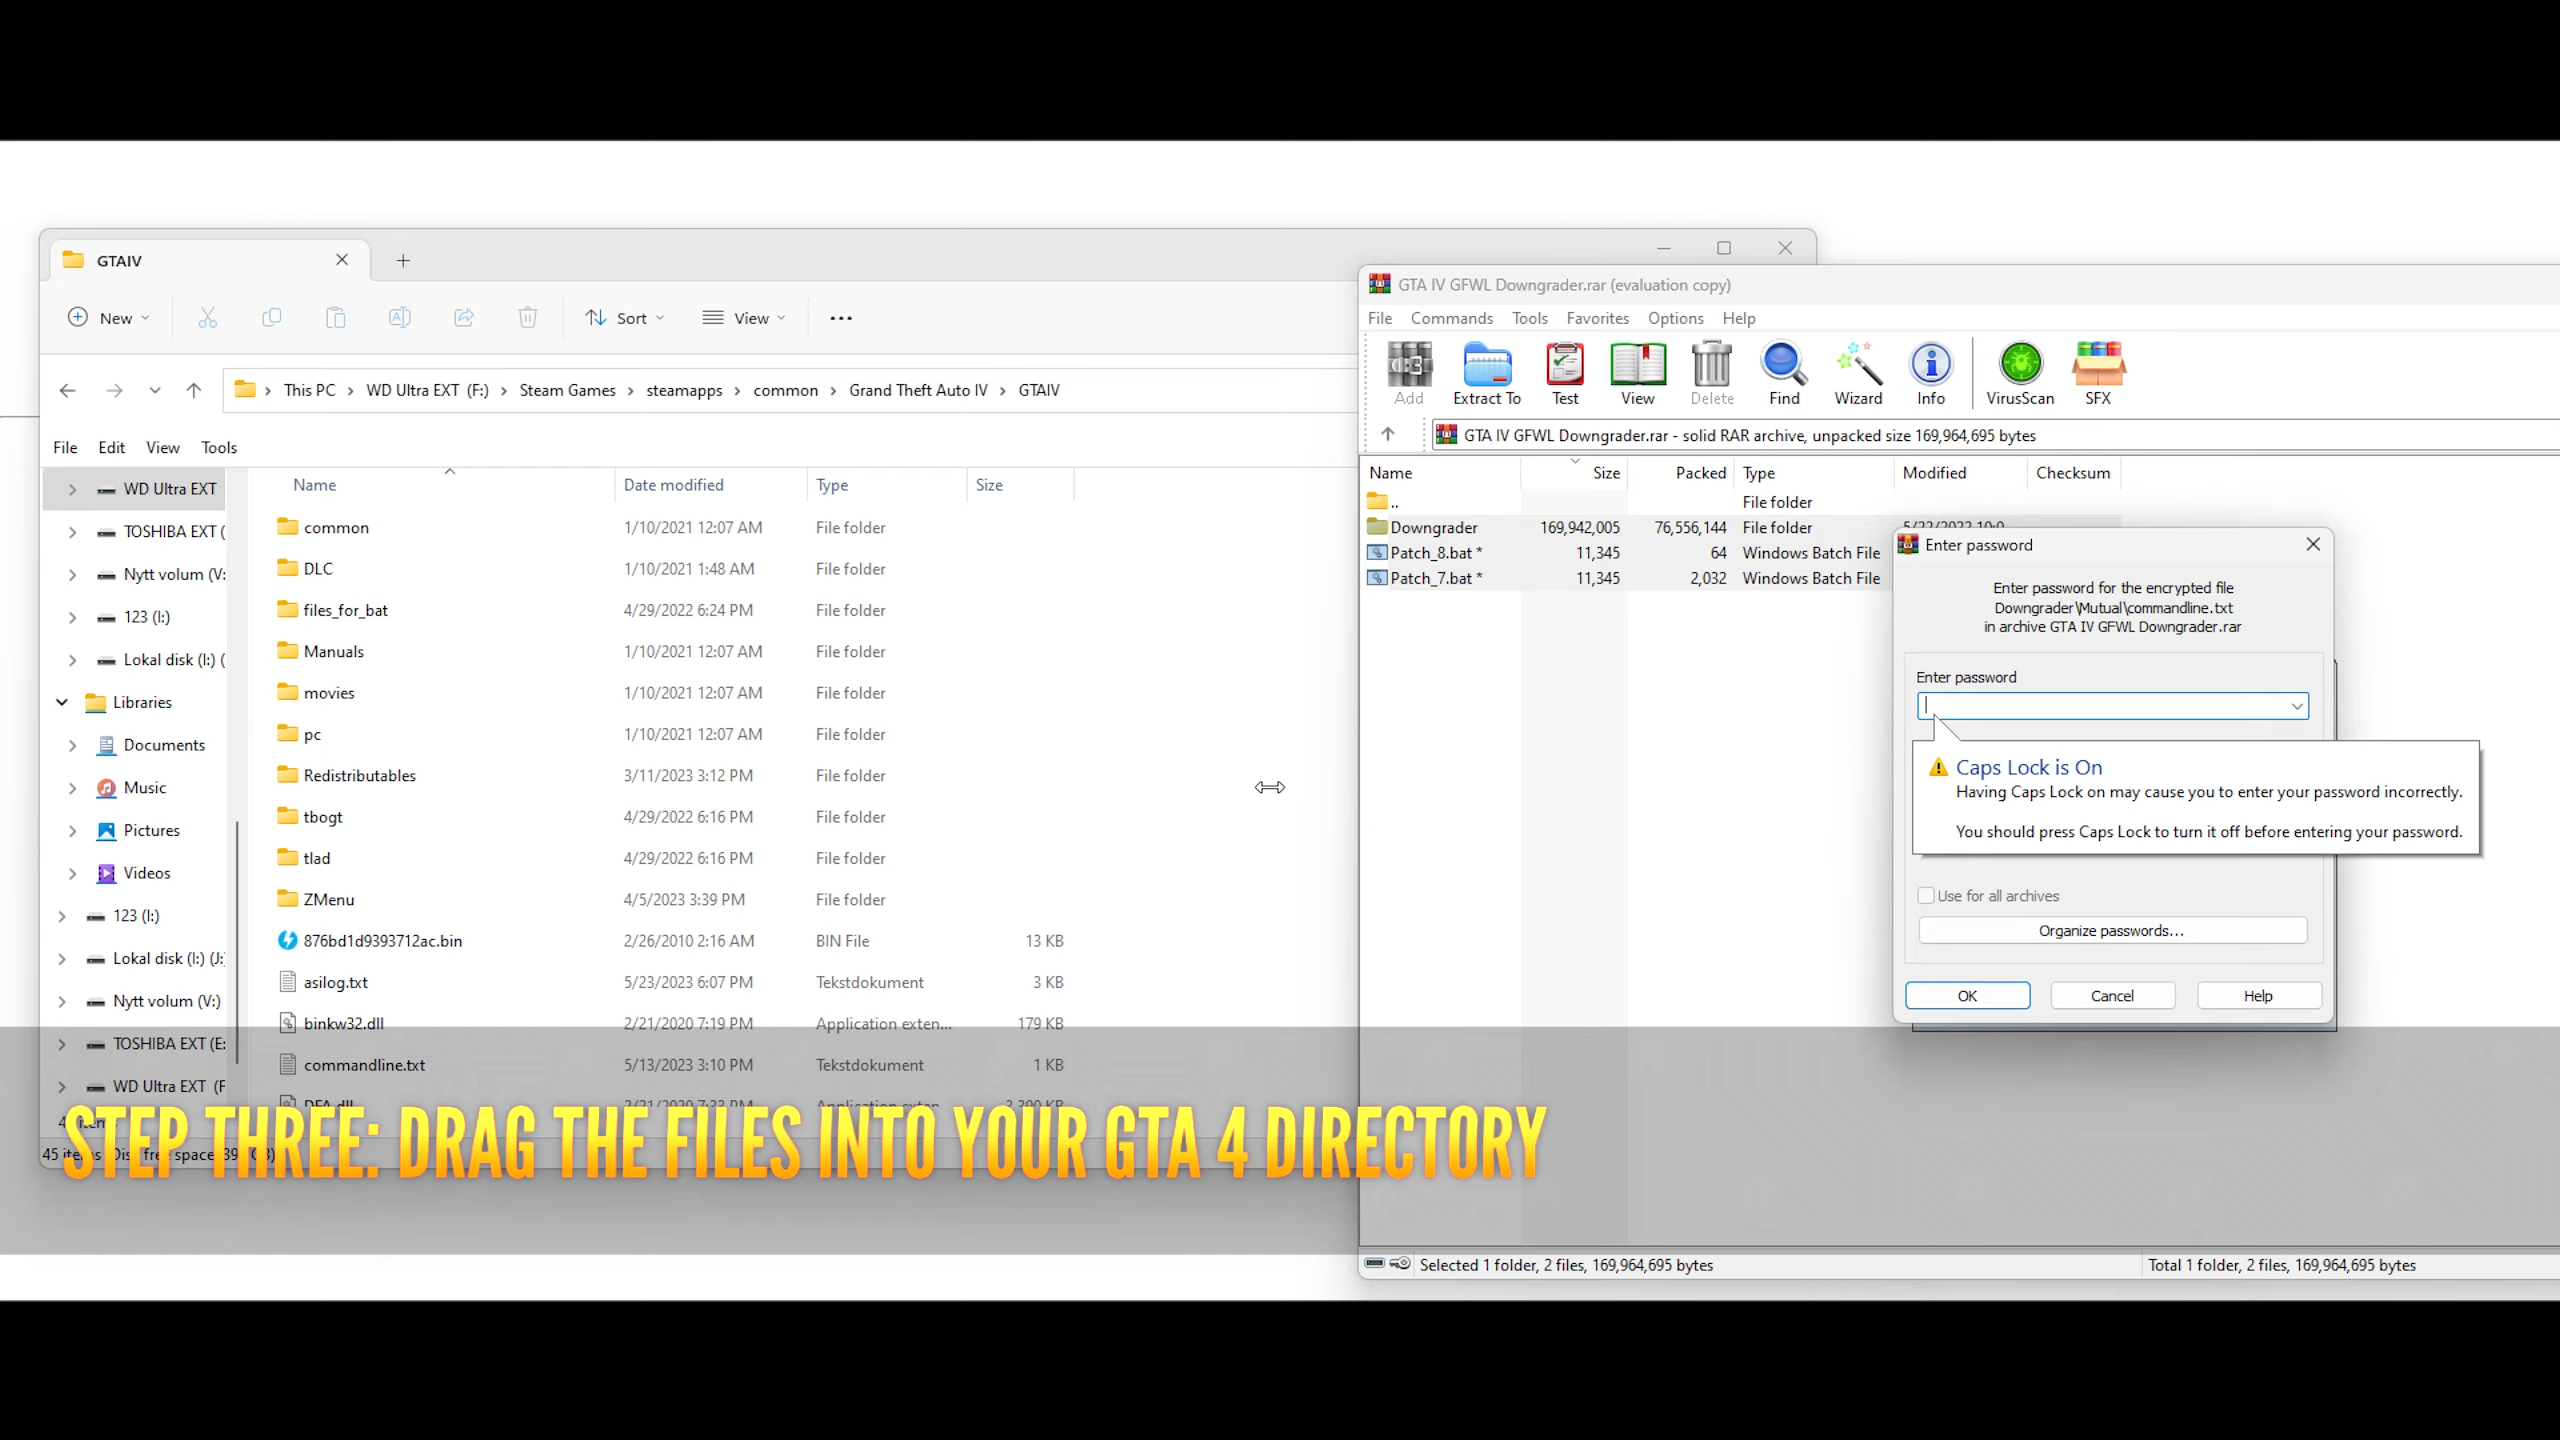 GTAIV
New
Sort
View
This PC
WD Ultra EXT (F:)
Steam Games
steamapps
common
Grand Theft Auto IV
GTAIV
File
Edit
View
Tools
WD Ultra EXT
TOSHIBA EXT (
Nytt volum (V:
123 (I:)
Lokal disk (I:) (
Libraries
Documents
Music
Pictures
Videos
123 (I:)
Lokal disk (I:) (J:)
Nytt volum (V:)
TOSHIBA EXT (E:
WD Ultra EXT (F
Name Date modified Type Size
common 1/10/2021 12:07 AM File folder
DLC 1/10/2021 1:48 AM File folder
files_for_bat 4/29/2022 6:24 PM File folder
Manuals 1/10/2021 12:07 AM File folder
movies 1/10/2021 12:07 AM File folder
pc 1/10/2021 12:07 AM File folder
Redistributables 3/11/2023 3:12 PM File folder
tbogt 4/29/2022 6:16 PM File folder
tlad 4/29/2022 6:16 PM File folder
ZMenu 4/5/2023 3:39 PM File folder
876bd1d9393712ac.bin 2/26/2010 2:16 AM BIN File 13 KB
asilog.txt 5/23/2023 6:07 PM Tekstdokument 3 KB
binkw32.dll 2/21/2020 7:19 PM Application exten... 179 KB
commandline.txt 5/13/2023 3:10 PM Tekstdokument 1 KB
45 items
STEP THREE: DRAG THE FILES INTO YOUR GTA 4 DIRECTORY
GTA IV GFWL Downgrader.rar (evaluation copy)
File Commands Tools Favorites Options Help
Add Extract To Test View Delete Find Wizard Info VirusScan SFX
GTA IV GFWL Downgrader.rar - solid RAR archive, unpacked size 169,964,695 bytes
Name Size Packed Type Modified Checksum
.. File folder
Downgrader 169,942,005 76,556,144 File folder
Patch_8.bat * 11,345 64 Windows Batch File
Patch_7.bat * 11,345 2,032 Windows Batch File
Enter password
Enter password for the encrypted file
Downgrader\Mutual\commandline.txt
in archive GTA IV GFWL Downgrader.rar
Enter password
Caps Lock is On
Having Caps Lock on may cause you to enter your password incorrectly.
You should press Caps Lock to turn it off before entering your password.
Use for all archives
Organize passwords...
OK
Cancel
Help
Selected 1 folder, 2 files, 169,964,695 bytes
Total 1 folder, 2 files, 169,964,695 bytes